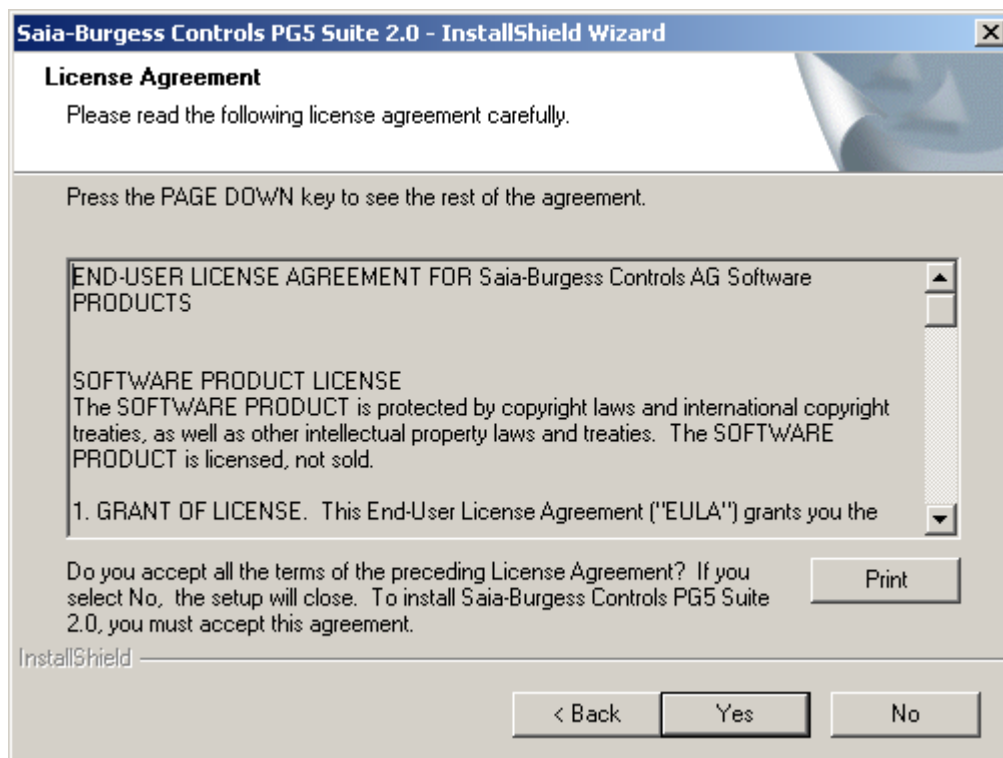 Saia-Burgess Controls PG5 Suite 2.0 - InstallShield Wizard
License Agreement
Please read the following license agreement carefully.
Press the PAGE DOWN key to see the rest of the agreement.
END-USER LICENSE AGREEMENT FOR Saia-Burgess Controls AG Software
PRODUCTS
SOFTWARE PRODUCT LICENSE
The SOFTWARE PRODUCT is protected by copyright laws and international copyright
treaties, as well as other intellectual property laws and treaties.  The SOFTWARE
PRODUCT is licensed, not sold.
1. GRANT OF LICENSE.  This End-User License Agreement ("EULA") grants you the
Do you accept all the terms of the preceding License Agreement?  If you
select No,  the setup will close.  To install Saia-Burgess Controls PG5 Suite
2.0, you must accept this agreement.
Print
InstallShield
< Back
Yes
No